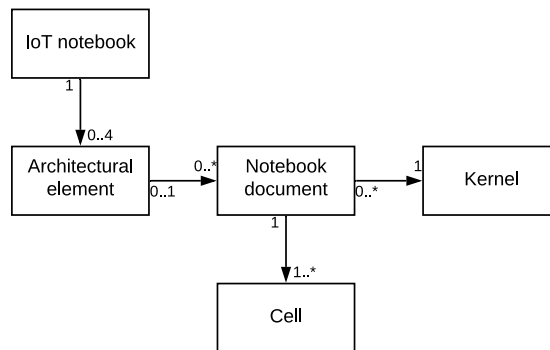 IoT notebook
1
0..4
Architectural
element
0..1
0..*
Notebook
document
0..*
1
Kernel
1
1..*
Cell